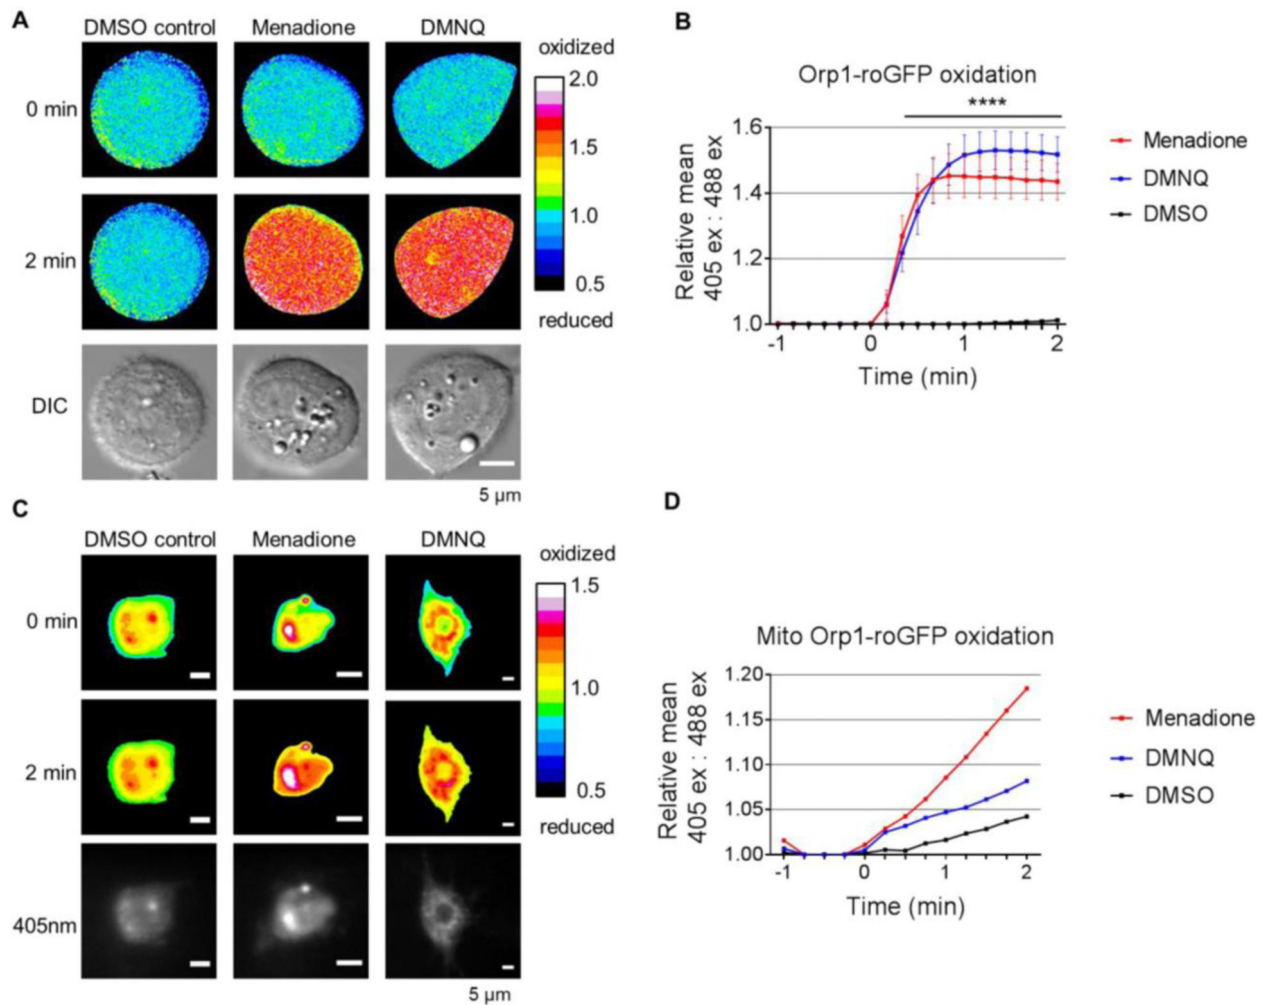 A
DMSO control Menadione DMNQ
oxidized
0 min
2.0
1.5
1.0
0.5
2 min
reduced
DIC
5 µm
B
Orp1-roGFP oxidation
****
Relative mean
405 ex : 488 ex
1.6
1.4
1.2
1.0
-1 0 1 2
Time (min)
Menadione
DMNQ
DMSO
C
DMSO control Menadione DMNQ
oxidized
0 min
1.5
1.0
0.5
2 min
reduced
405nm
5 µm
D
Mito Orp1-roGFP oxidation
Relative mean
405 ex : 488 ex
1.20
1.15
1.10
1.05
1.00
-1 0 1 2
Time (min)
Menadione
DMNQ
DMSO